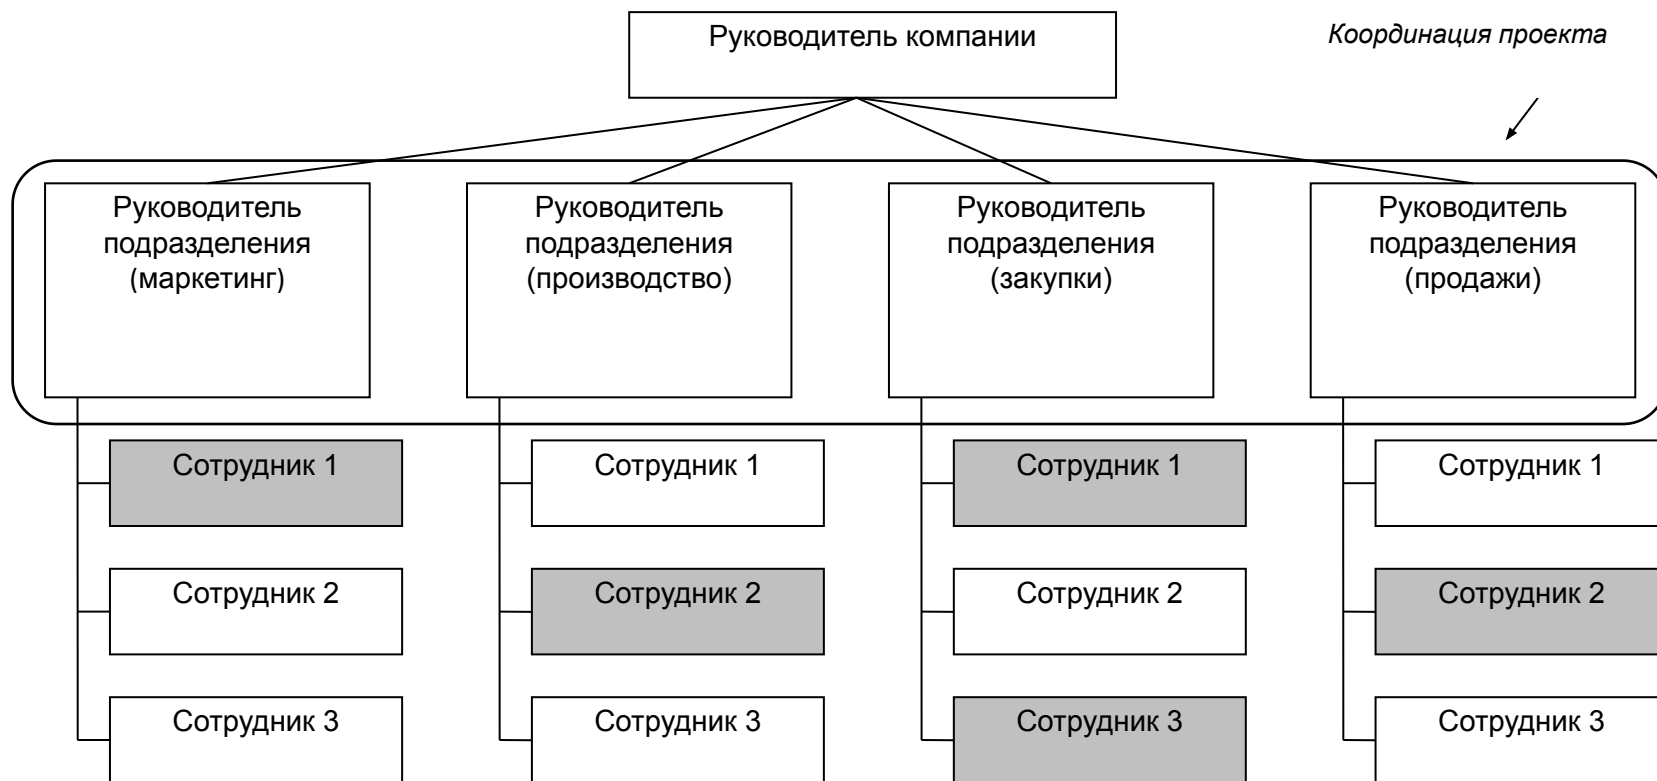 Руководитель компании
Координация проекта
Руководитель
подразделения
(маркетинг)
Руководитель
подразделения
(производство)
Руководитель
подразделения
(закупки)
Руководитель
подразделения
(продажи)
Сотрудник 1
Сотрудник 1
Сотрудник 1
Сотрудник 1
Сотрудник 2
Сотрудник 2
Сотрудник 2
Сотрудник 2
Сотрудник 3
Сотрудник 3
Сотрудник 3
Сотрудник 3